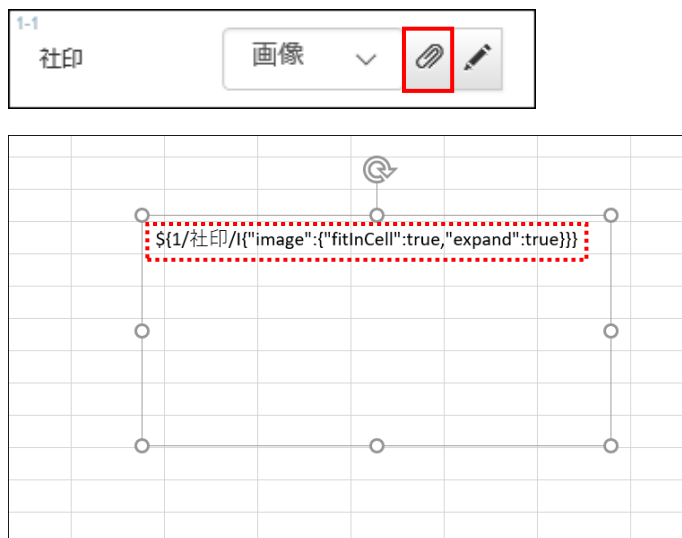 1-1
社印
画像
${1/社印/I{"image":{"fitInCell":true,"expand":true}}}